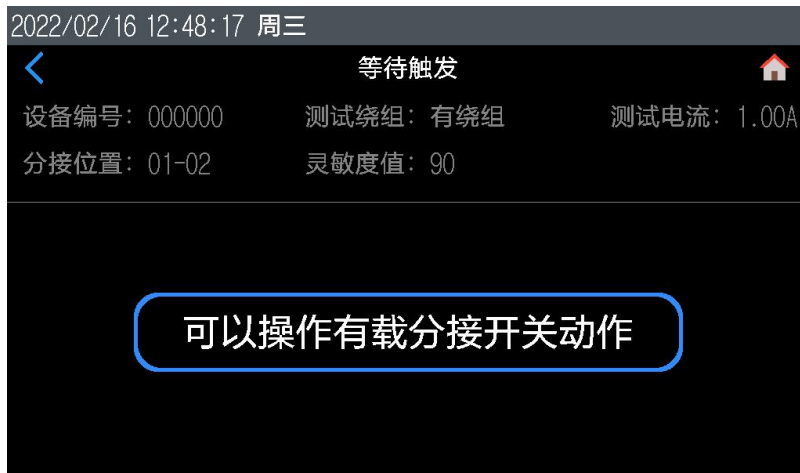 2022/02/16 12:48:17 周三
等待触发
设备编号：000000 测试绕组：有绕组 测试电流：1.00A
分接位置：01-02 灵敏度值：90
可以操作有载分接开关动作